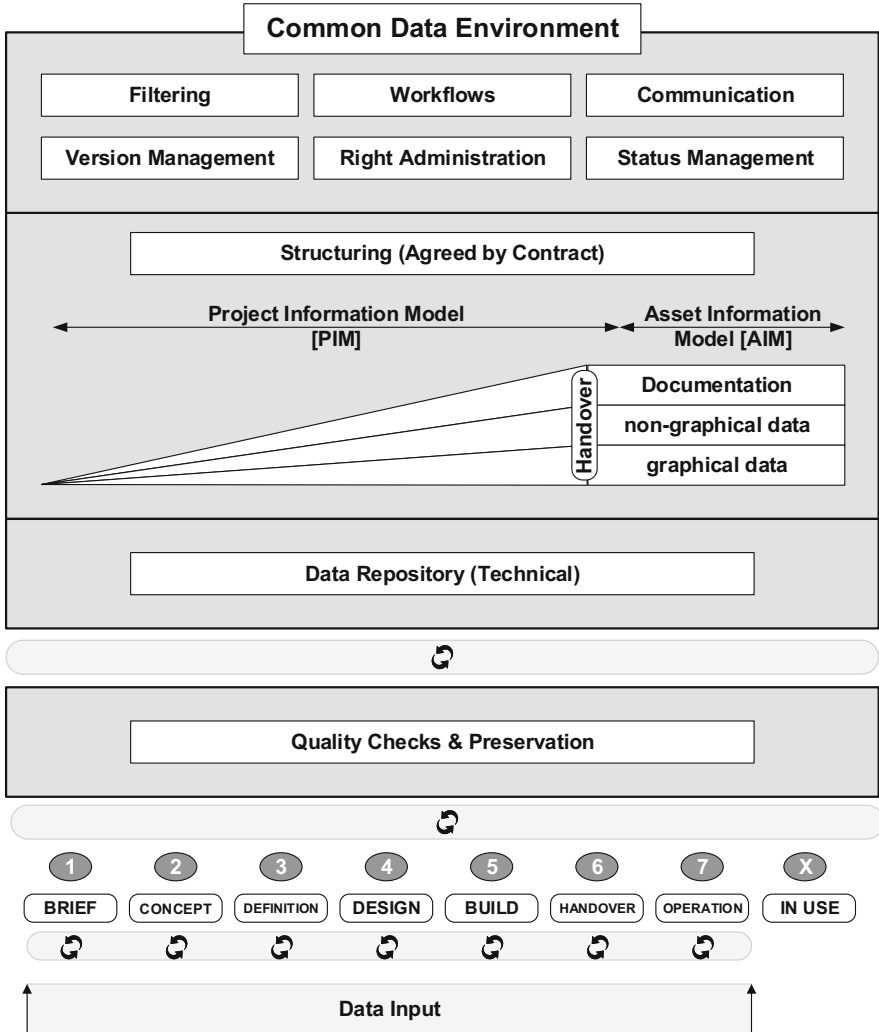 Common Data Environment
Filtering
Workflows
Communication
Version Management
Right Administration
Status Management
Structuring (Agreed by Contract)
Project Information Model
[PIM]
Asset Information
Model [AIM]
Handover
Documentation
non-graphical data
graphical data
Data Repository (Technical)
Quality Checks & Preservation
1
2
3
4
5
6
7
X
BRIEF
CONCEPT
DEFINITION
DESIGN
BUILD
HANDOVER
OPERATION
IN USE
Data Input